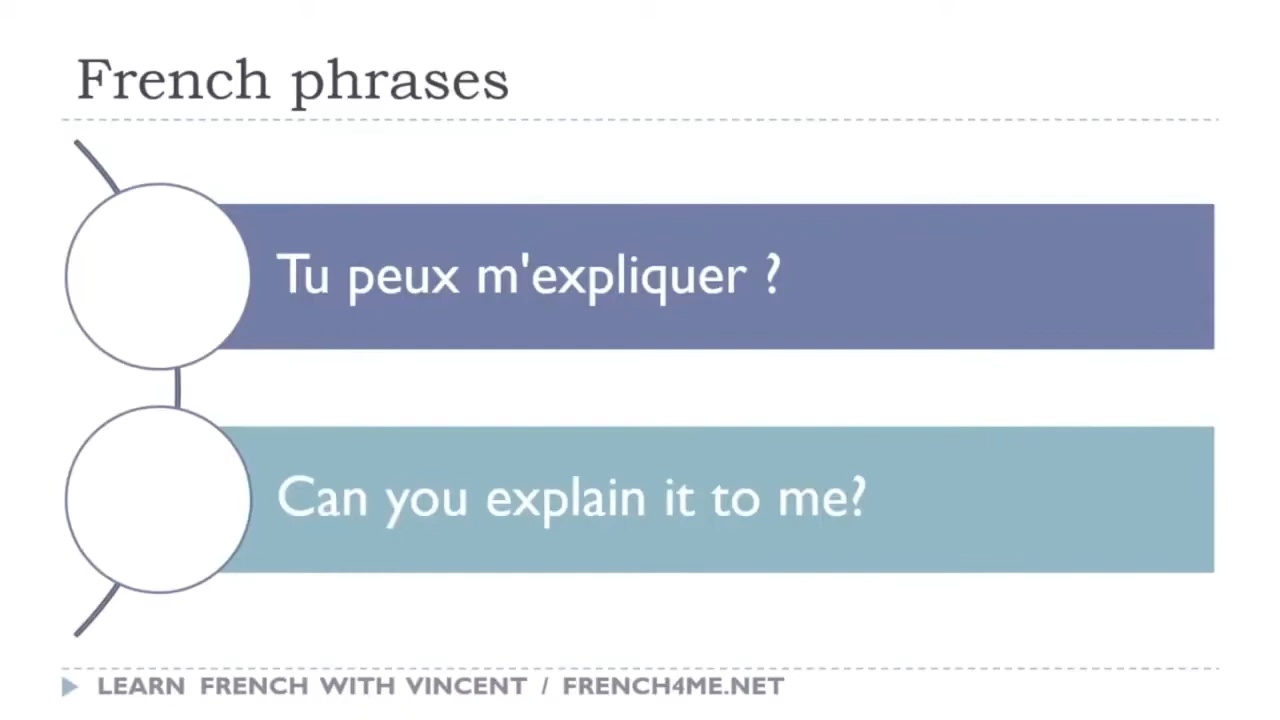 French phrases
Tu peux m'expliquer ?
Can you explain it to me?
LEARN FRENCH WITH VINCENT / FRENCH4ME.NET